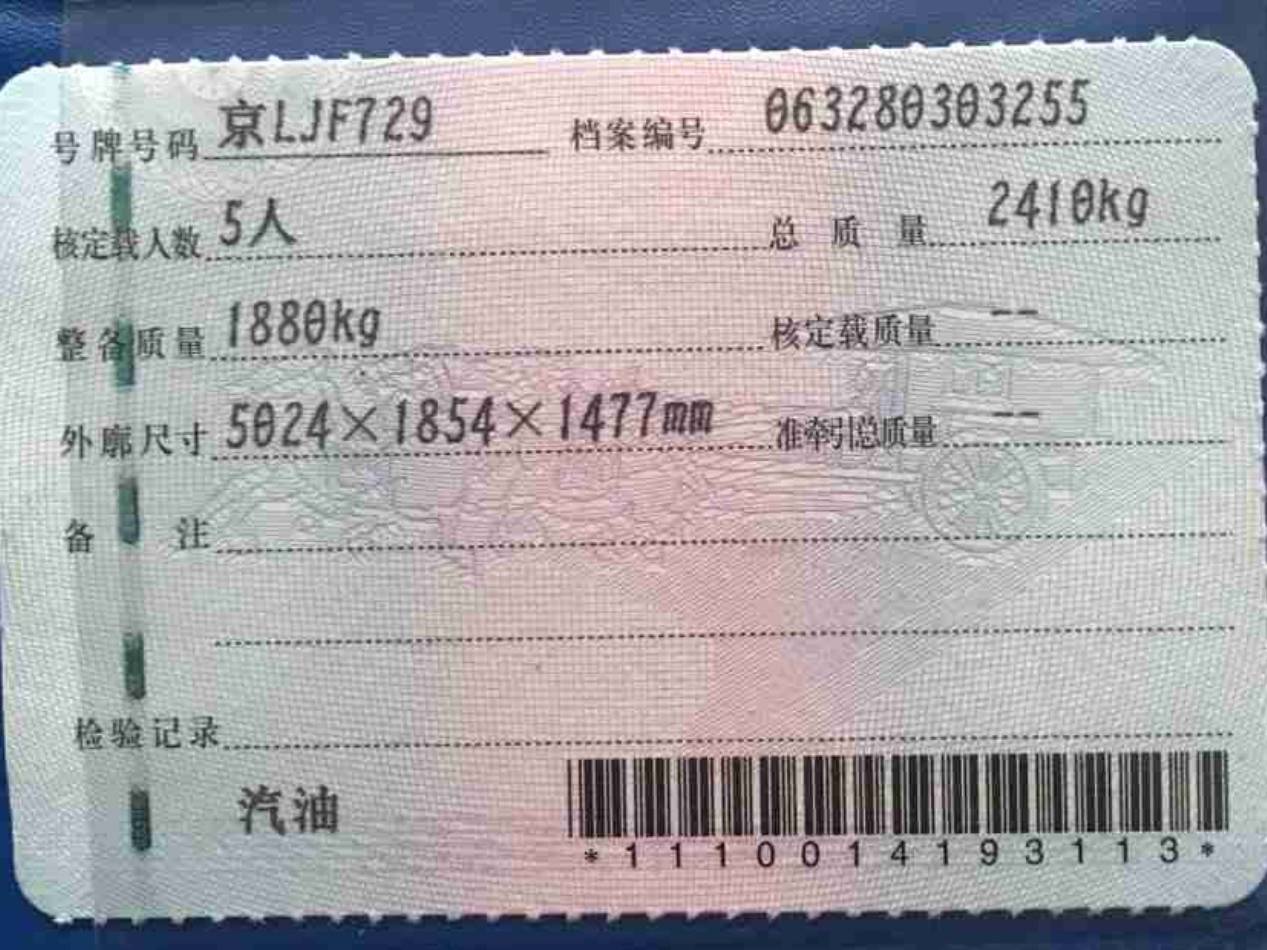 号牌号码 京LJF729 档案编号 063280303255
核定载人数 5人 总质量 2410kg
整备质量 1880kg 核定载质量 --
外廓尺寸 5024×1854×1477mm 准牵引总质量 --
备注
检验记录
汽油
*1110014193113*